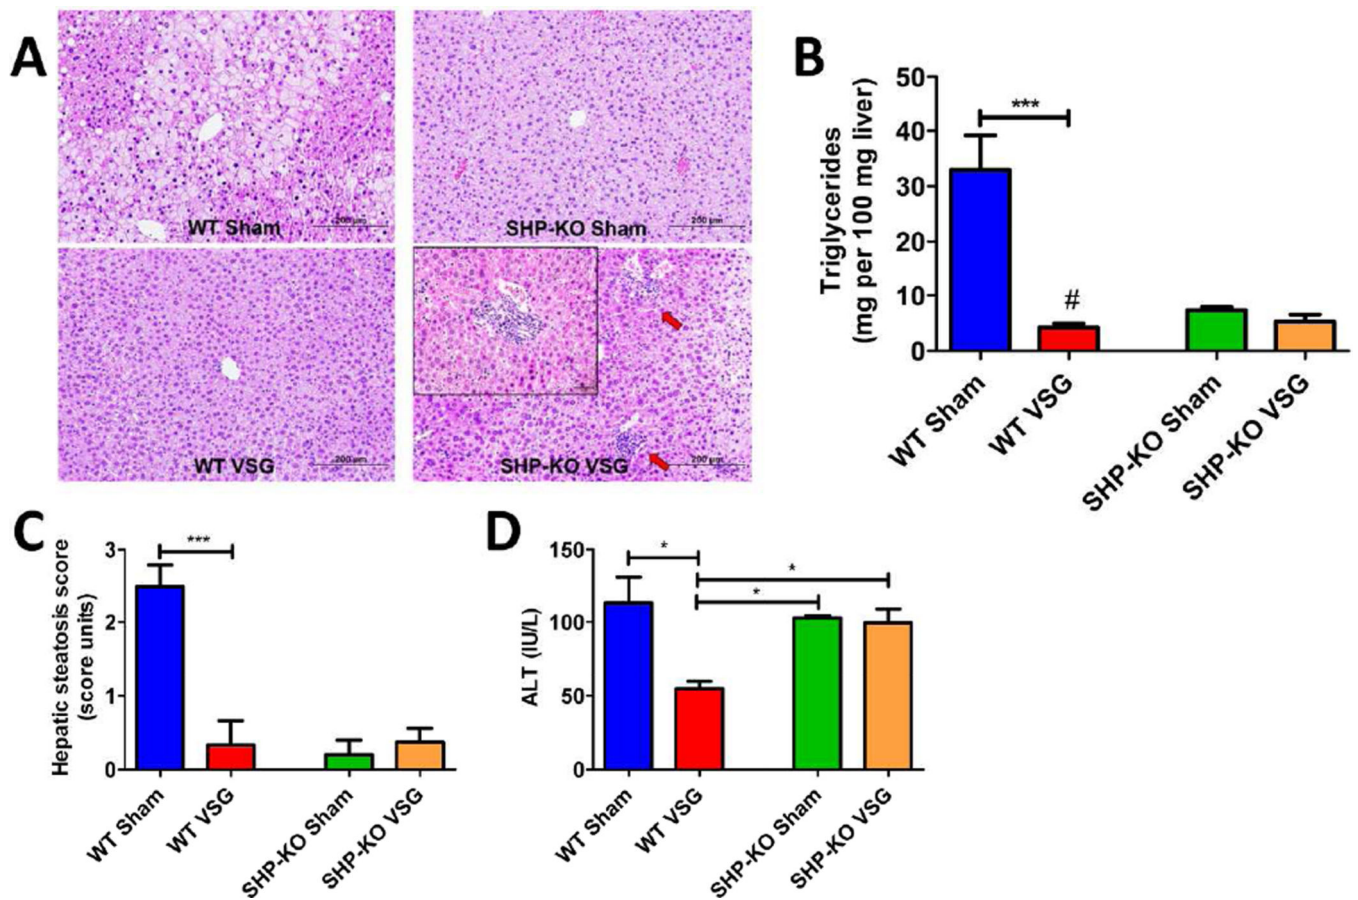 A
WT Sham
200 µm
SHP-KO Sham
200 µm
WT VSG
200 µm
SHP-KO VSG
200 µm
B
Triglycerides
(mg per 100 mg liver)
50
40
30
20
10
0
***
#
WT Sham
WT VSG
SHP-KO Sham
SHP-KO VSG
C
Hepatic steatosis score
(score units)
3
2
1
0
***
WT Sham
WT VSG
SHP-KO Sham
SHP-KO VSG
D
ALT (IU/L)
150
100
50
0
*
*
*
WT Sham
WT VSG
SHP-KO Sham
SHP-KO VSG